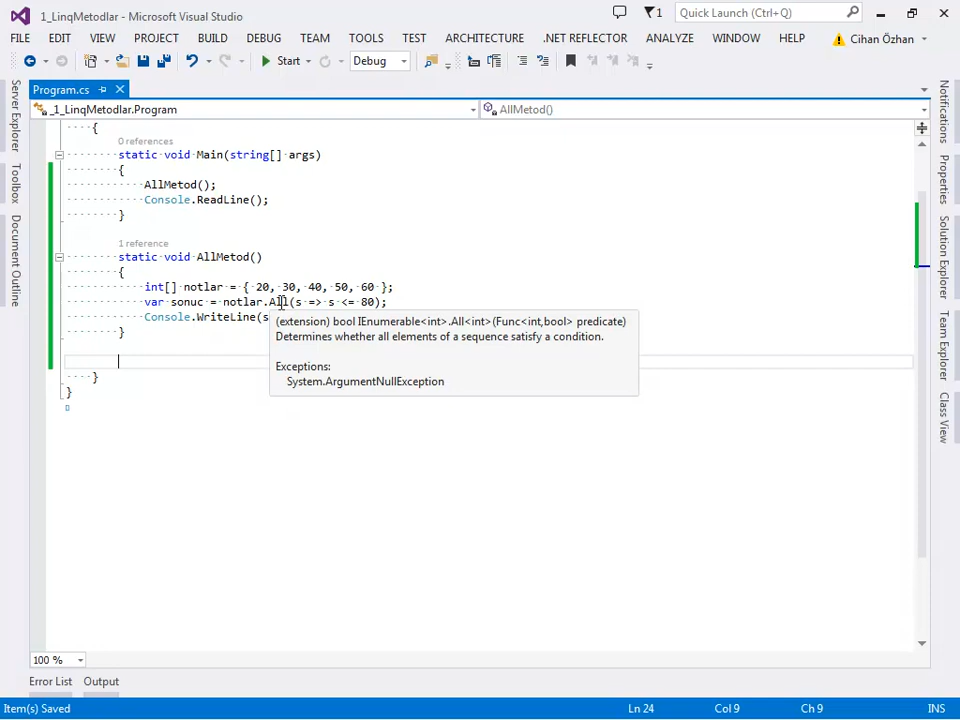 1_LinqMetodlar - Microsoft Visual Studio
1
Quick Launch (Ctrl+Q)
FILE EDIT VIEW PROJECT BUILD DEBUG TEAM TOOLS TEST ARCHITECTURE .NET REFLECTOR ANALYZE WINDOW HELP Cihan Özhan
Start Debug
Program.cs
_1_LinqMetodlar.Program
AllMetod()
{
0 references
static void Main(string[] args)
{
AllMetod();
Console.ReadLine();
}
1 reference
static void AllMetod()
{
int[] notlar = { 20, 30, 40, 50, 60 };
var sonuc = notlar.All(s => s <= 80);
Console.WriteLine(s
}
}
}
(extension) bool IEnumerable<int>.All<int>(Func<int,bool> predicate)
Determines whether all elements of a sequence satisfy a condition.
Exceptions:
System.ArgumentNullException
Server Explorer
Toolbox
Document Outline
Notifications
Properties
Solution Explorer
Team Explorer
Class View
100 %
Error List Output
Item(s) Saved
Ln 24 Col 9 Ch 9 INS